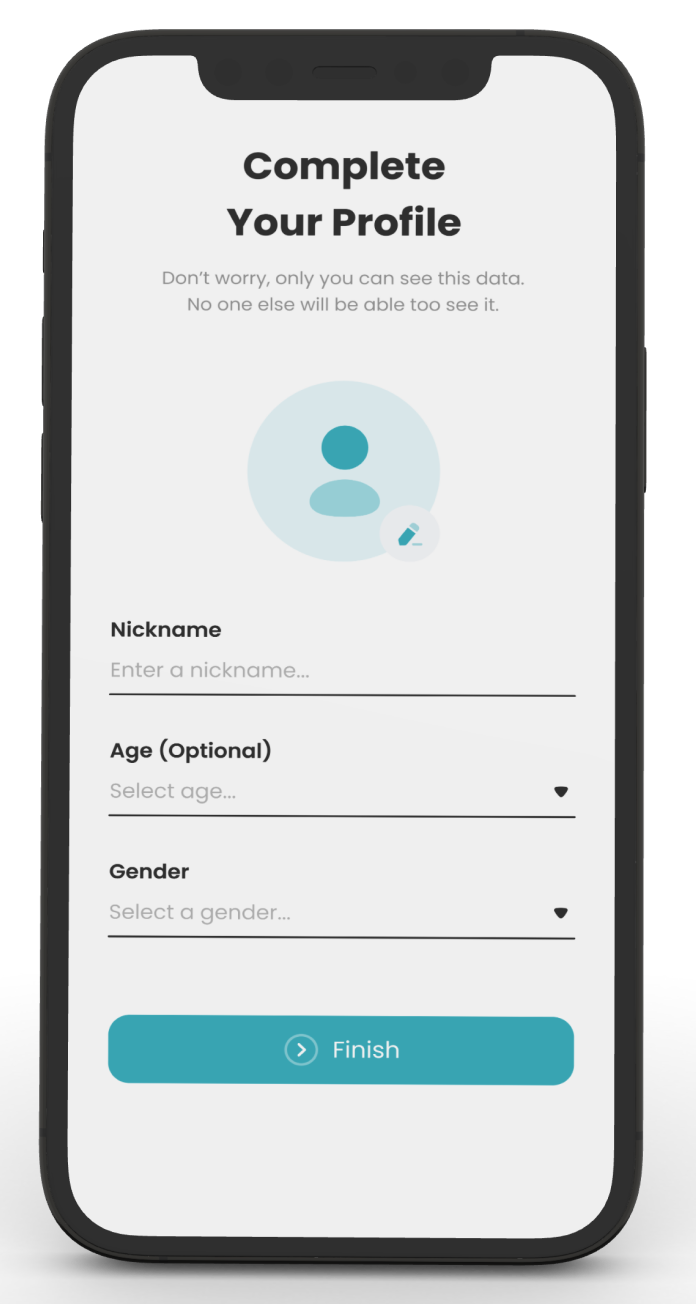 Complete
Your Profile
Don't worry, only you can see this data.
No one else will be able too see it.
Nickname
Enter a nickname...
Age (Optional)
Select age...
Gender
Select a gender...
Finish